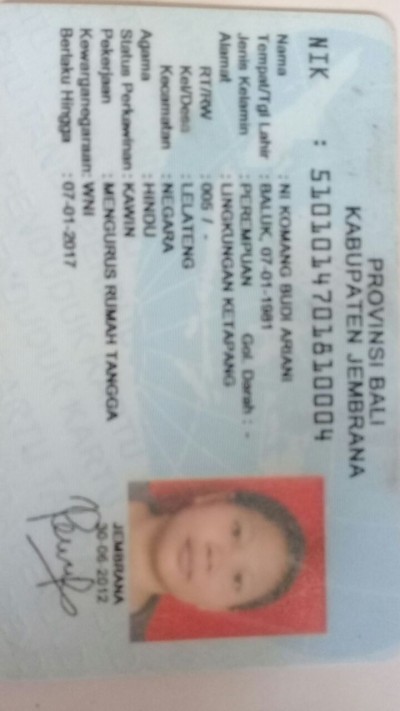 PROVINSI BALI
KABUPATEN JEMBRANA
NIK : 5101014701810004
Nama : NI KOMANG BUDI ARIANI
Tempat/Tgl Lahir : BALUK, 07-01-1981
Jenis Kelamin : PEREMPUAN Gol. Darah : -
Alamat : LINGKUNGAN KETAPANG
RT/RW : 005 / -
Kel/Desa : LELATENG
Kecamatan : NEGARA
Agama : HINDU
Status Perkawinan : KAWIN
Pekerjaan : MENGURUS RUMAH TANGGA
Kewarganegaraan: WNI
Berlaku Hingga : 07-01-2017
JEMBRANA
30-06-2012